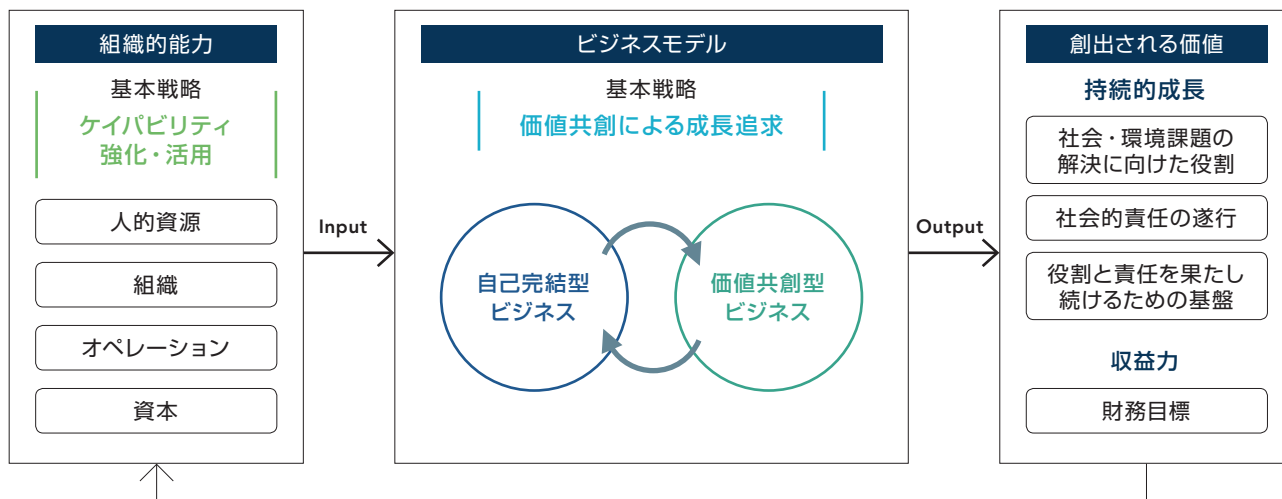 組織的能力
基本戦略
ケイパビリティ
強化・活用
人的資源
組織
オペレーション
資本
Input
ビジネスモデル
基本戦略
価値共創による成長追求
自己完結型
ビジネス
価値共創型
ビジネス
Output
創出される価値
持続的成長
社会・環境課題の
解決に向けた役割
社会的責任の遂行
役割と責任を果たし
続けるための基盤
収益力
財務目標